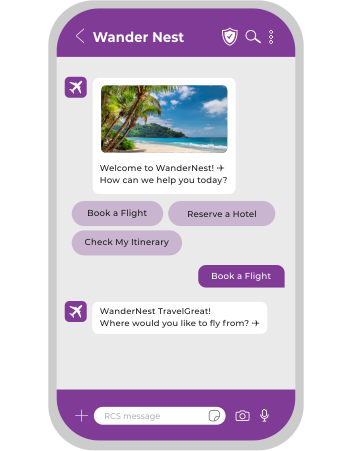 Wander Nest
Welcome to WanderNest! ✈
How can we help you today?
Book a Flight
Reserve a Hotel
Check My Itinerary
Book a Flight
WanderNest TravelGreat!
Where would you like to fly from? ✈
RCS message